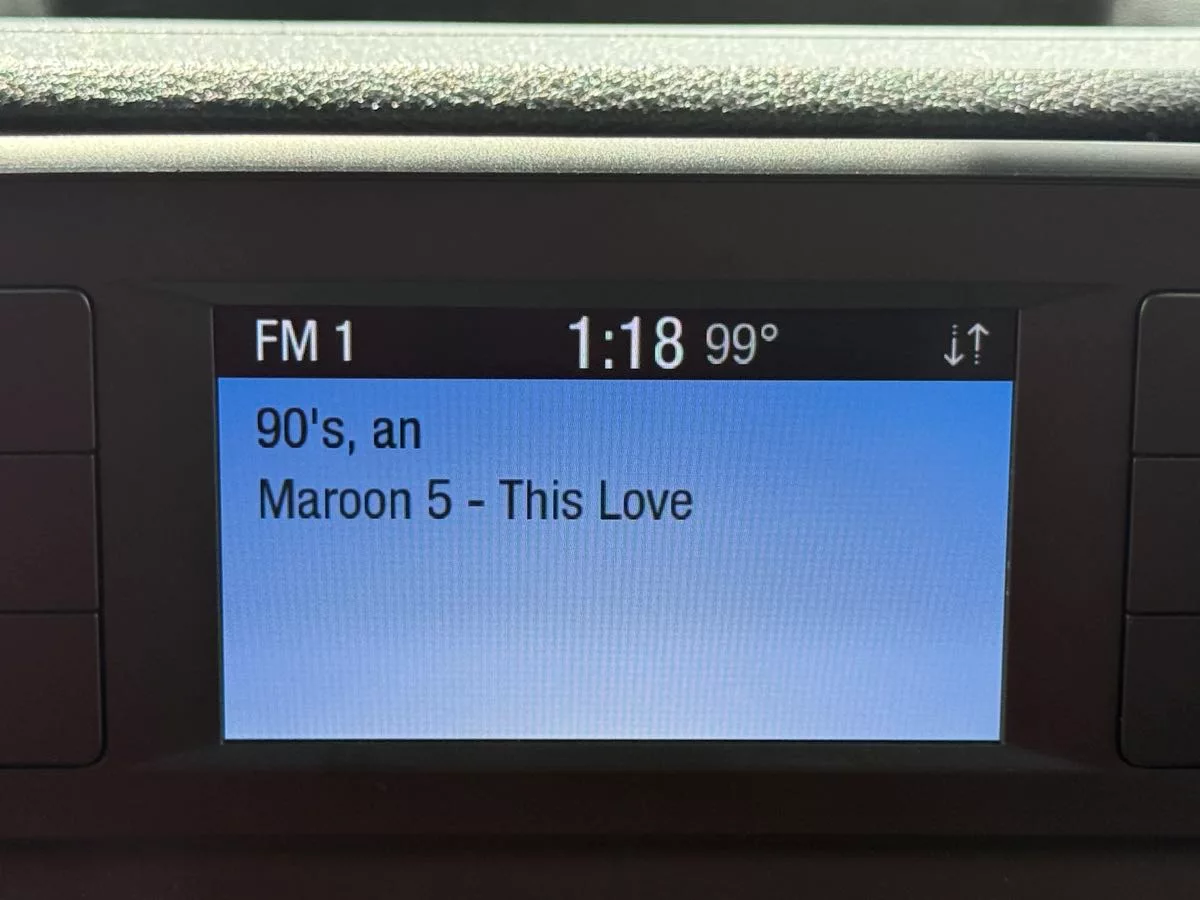 FM 1 1:18 99°
90's, an
Maroon 5 - This Love